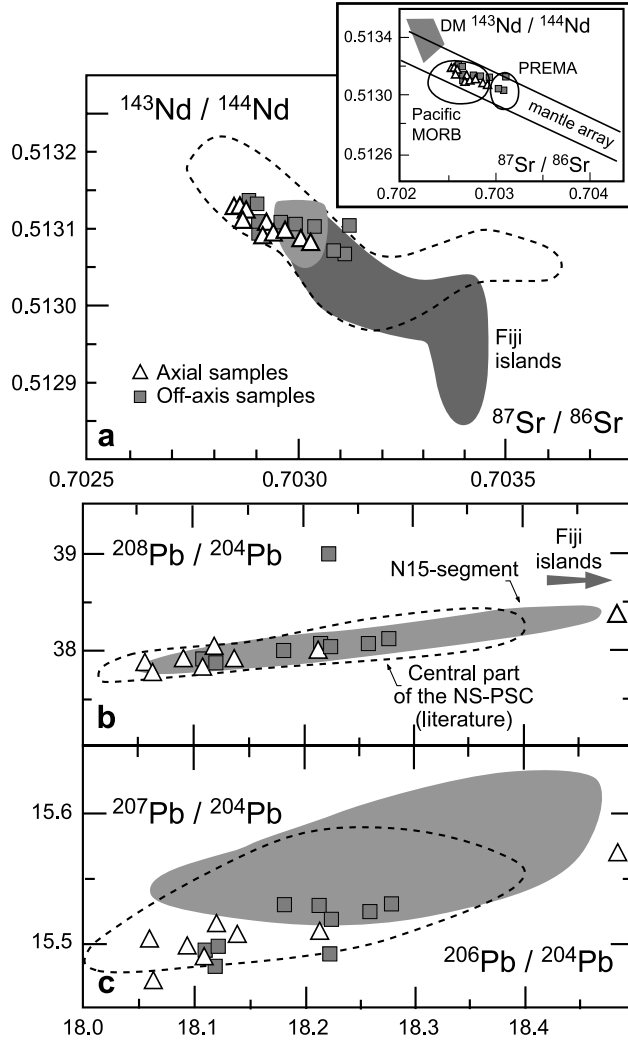 a
DM ¹⁴³Nd / ¹⁴⁴Nd
0.5134
0.5130
0.5126
PREMA
mantle array
Pacific
MORB
⁸⁷Sr / ⁸⁶Sr
0.702
0.703
0.704
¹⁴³Nd / ¹⁴⁴Nd
0.5132
0.5131
0.5130
0.5129
Fiji
islands
Axial samples
Off-axis samples
a
⁸⁷Sr / ⁸⁶Sr
0.7025
0.7030
0.7035
²⁰⁸Pb / ²⁰⁴Pb
Fiji
islands
39
N15-segment
38
Central part
of the NS-PSC
(literature)
b
²⁰⁷Pb / ²⁰⁴Pb
15.6
15.5
²⁰⁶Pb / ²⁰⁴Pb
c
18.0
18.1
18.2
18.3
18.4